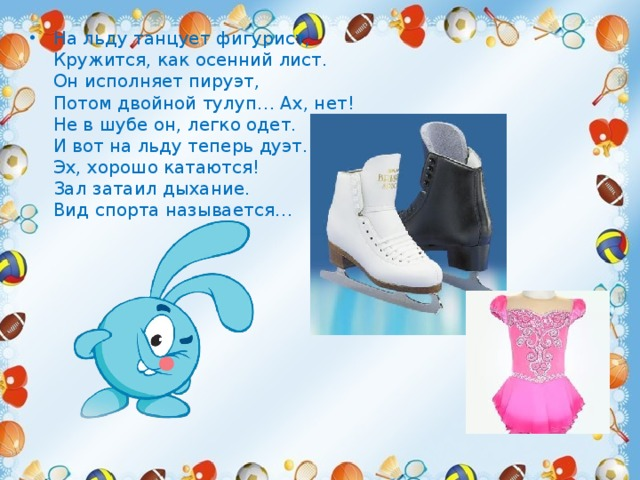 На льду танцует фигурист,
Кружится, как осенний лист.
Он исполняет пируэт,
Потом двойной тулуп… Ах, нет!
Не в шубе он, легко одет.
И вот на льду теперь дуэт.
Эх, хорошо катаются!
Зал затаил дыхание.
Вид спорта называется…